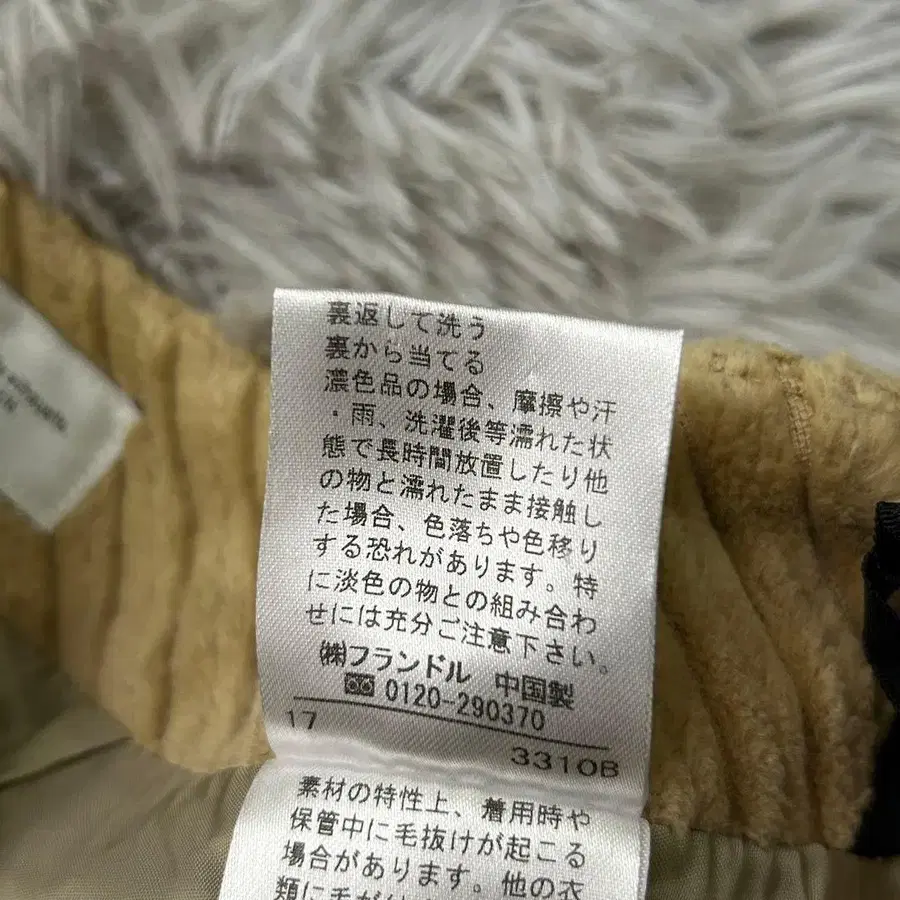 裏返して洗う
裏から当てる
濃色品の場合、摩擦や汗
・雨、洗濯後等濡れた状
態で長時間放置したり他
の物と濡れたまま接触し
た場合、色落ちや色移り
する恐れがあります。特
に淡色の物との組み合わ
せには充分ご注意下さい。
㈱フランドル 中国製
0120-290370
17
3310B
素材の特性上、着用時や
保管中に毛抜けが起こる
場合があります。他の衣
類に毛が